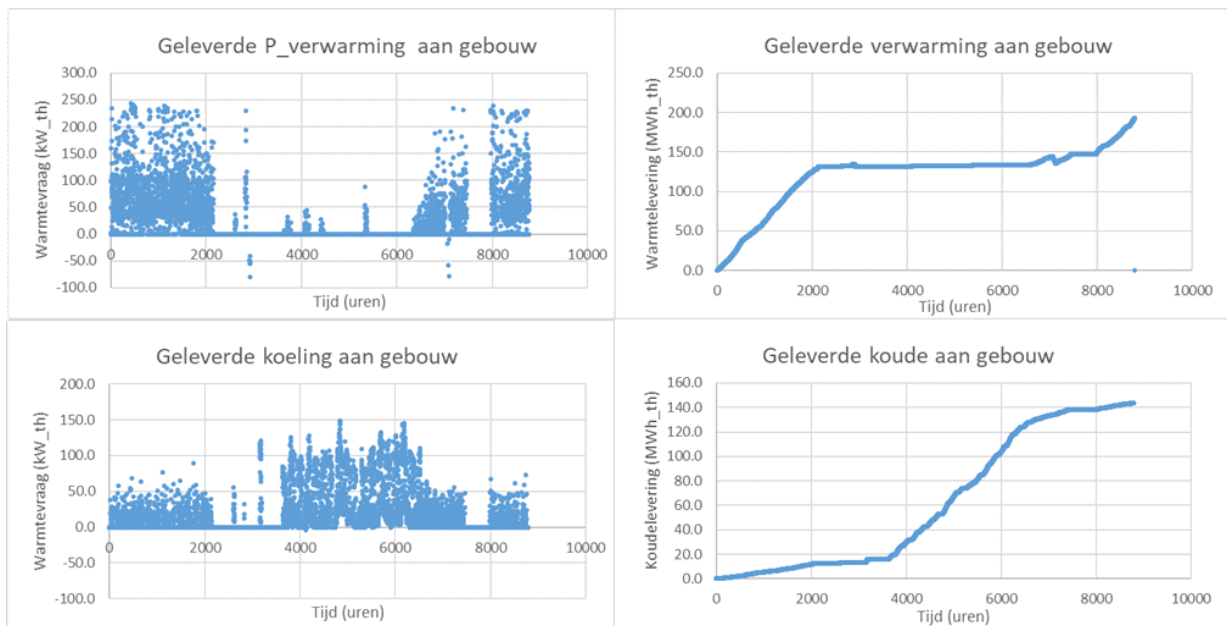 Geleverde P_verwarming aan gebouw
Warmtevraag (kW_th)
300.0
250.0
200.0
150.0
100.0
50.0
0.0
-50.0
-100.0
0 2000 4000 6000 8000 10000
Tijd (uren)
Geleverde verwarming aan gebouw
Warmtelevering (MWh_th)
250.0
200.0
150.0
100.0
50.0
0.0
0 2000 4000 6000 8000 10000
Tijd (uren)
Geleverde koeling aan gebouw
Warmtevraag (kW_th)
200.0
150.0
100.0
50.0
0.0
-50.0
-100.0
0 2000 4000 6000 8000 10000
Tijd (uren)
Geleverde koude aan gebouw
Koudelevering (MWh_th)
160.0
140.0
120.0
100.0
80.0
60.0
40.0
20.0
0.0
0 2000 4000 6000 8000 10000
Tijd (uren)